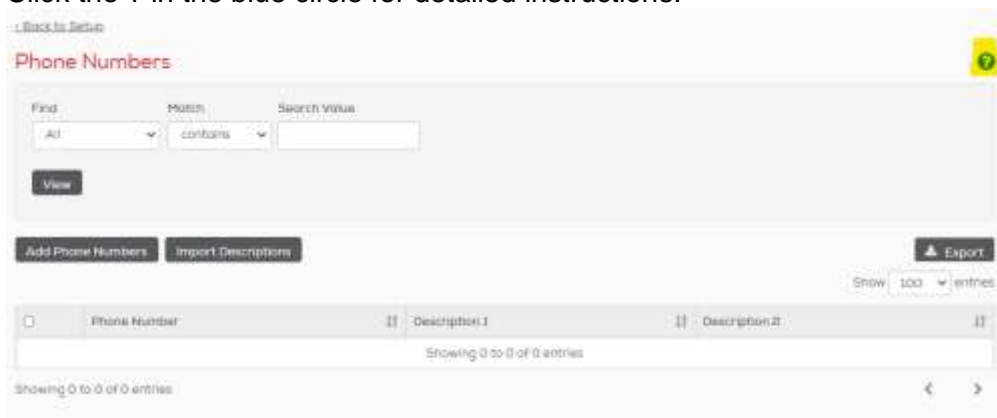 Click the ? in the blue circle for detailed instructions.
‹ Back to Setup
Phone Numbers
?
Find Match Search Value
All contains
View
Add Phone Numbers Import Descriptions Export
Show 100 entries
Phone Number Description 1 Description 2
Showing 0 to 0 of 0 entries
Showing 0 to 0 of 0 entries